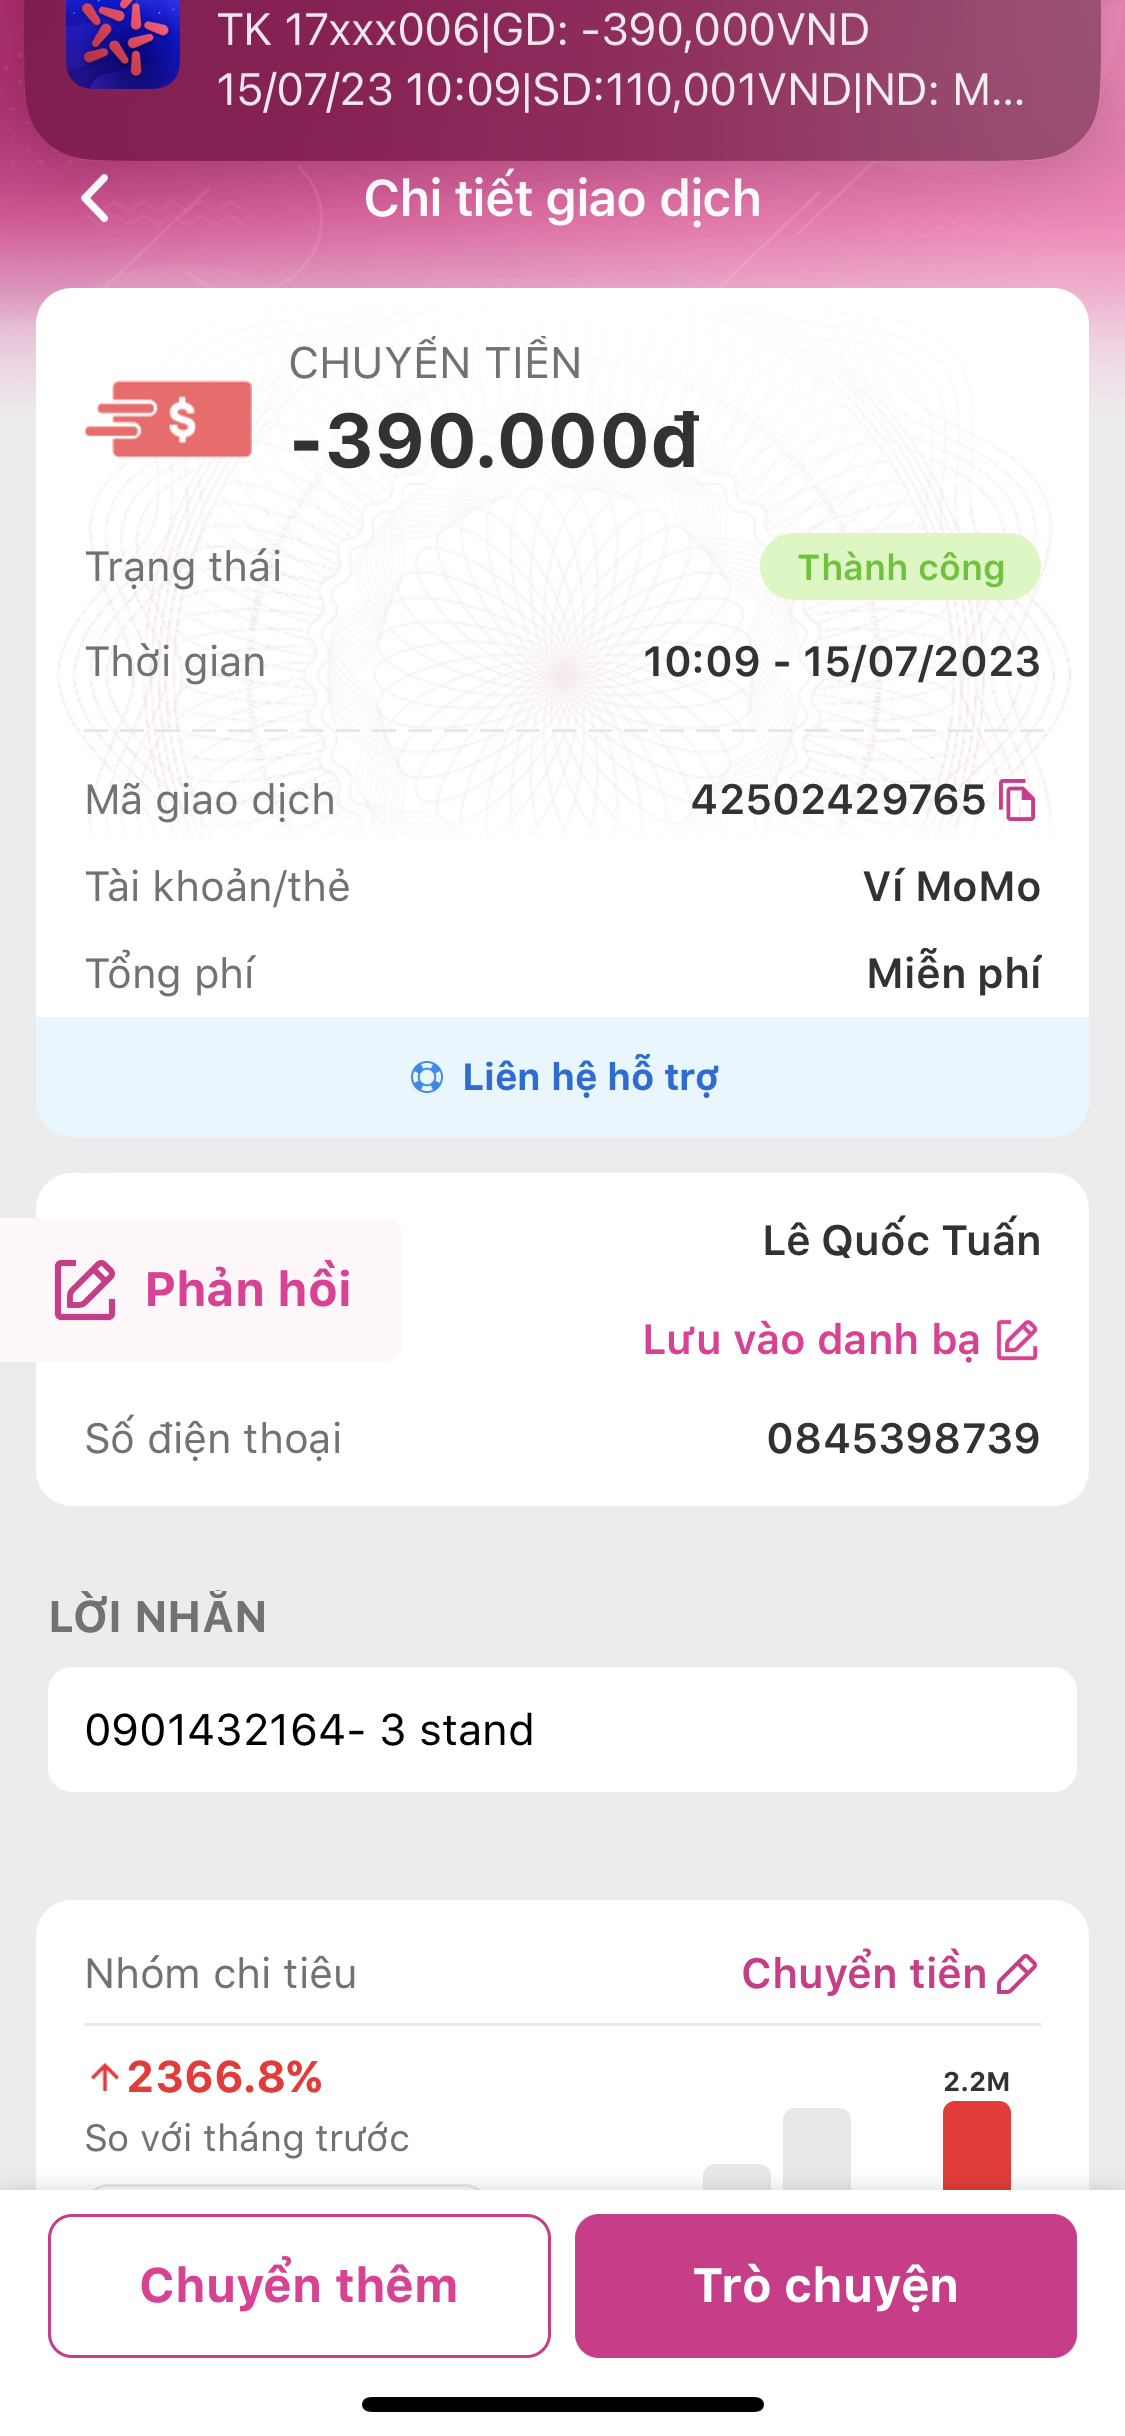 TK 17xxx006|GD: -390,000VND
15/07/23 10:09|SD:110,001VND|ND: M...
Chi tiết giao dịch
CHUYỂN TIỀN
-390.000đ
Trạng thái
Thành công
Thời gian
10:09 - 15/07/2023
Mã giao dịch
42502429765
Tài khoản/thẻ
Ví MoMo
Tổng phí
Miễn phí
Liên hệ hỗ trợ
Lê Quốc Tuấn
Phản hồi
Lưu vào danh bạ
Số điện thoại
0845398739
LỜI NHẮN
0901432164- 3 stand
Nhóm chi tiêu
Chuyển tiền
↑2366.8%
2.2M
So với tháng trước
Chuyển thêm
Trò chuyện